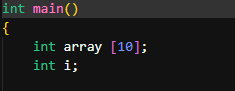 int main()
{
    int array [10];
    int i;